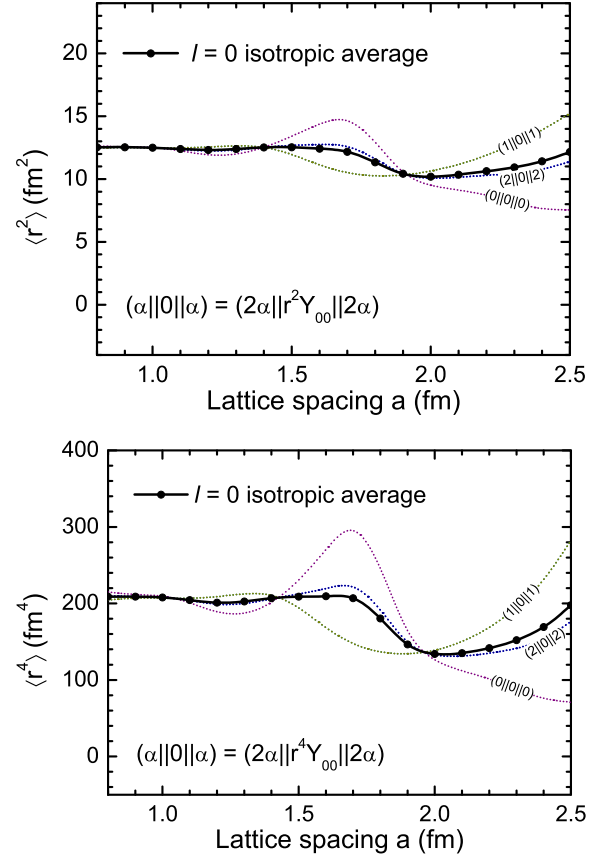 20
l = 0 isotropic average
15
(1||0||1)
10
(2||0||2)
(0||0||0)
5
⟨r²⟩ (fm²)
0
(α||0||α) = (2α||r²Y₀₀||2α)
1.0 1.5 2.0 2.5
Lattice spacing a (fm)
400
l = 0 isotropic average
300
(1||0||1)
200
(2||0||2)
⟨r⁴⟩ (fm⁴)
100
(0||0||0)
0
(α||0||α) = (2α||r⁴Y₀₀||2α)
1.0 1.5 2.0 2.5
Lattice spacing a (fm)